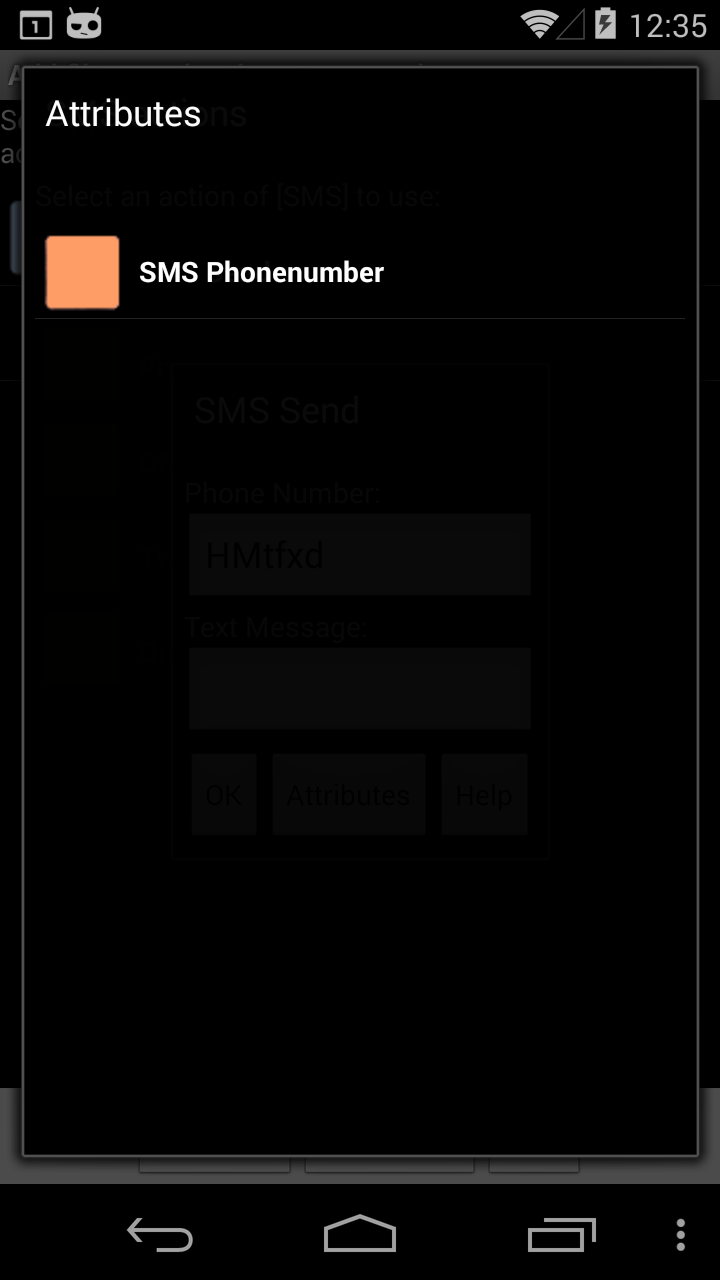 1
12:35
Attributes
Select an action of [SMS] to use:
SMS Phonenumber
SMS Send
Phone Number:
HMtfxd
Text Message:
OK Attributes Help